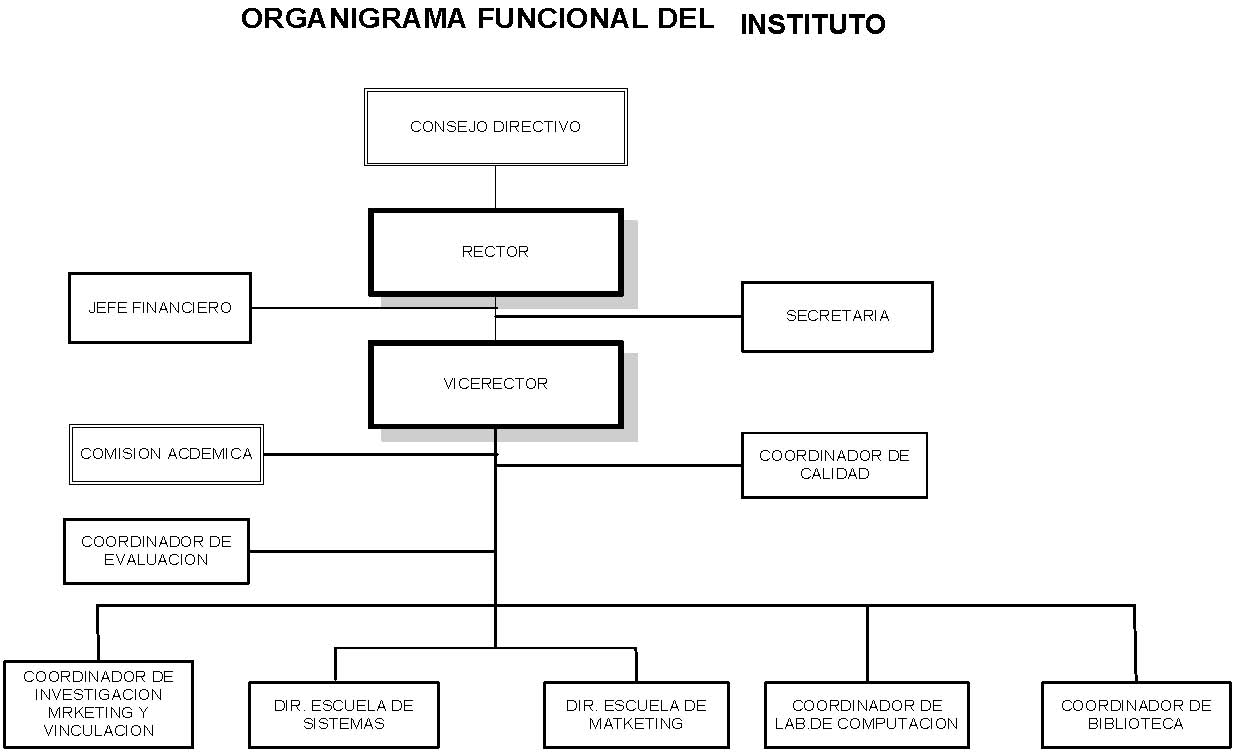 ORGANIGRAMA FUNCIONAL DEL INSTITUTO
CONSEJO DIRECTIVO
RECTOR
JEFE FINANCIERO
SECRETARIA
VICERECTOR
COMISION ACDEMICA
COORDINADOR DE
CALIDAD
COORDINADOR DE
EVALUACION
COORDINADOR DE
INVESTIGACION
MRKETING Y
VINCULACION
DIR. ESCUELA DE
SISTEMAS
DIR. ESCUELA DE
MATKETING
COORDINADOR DE
LAB.DE COMPUTACION
COORDINADOR DE
BIBLIOTECA